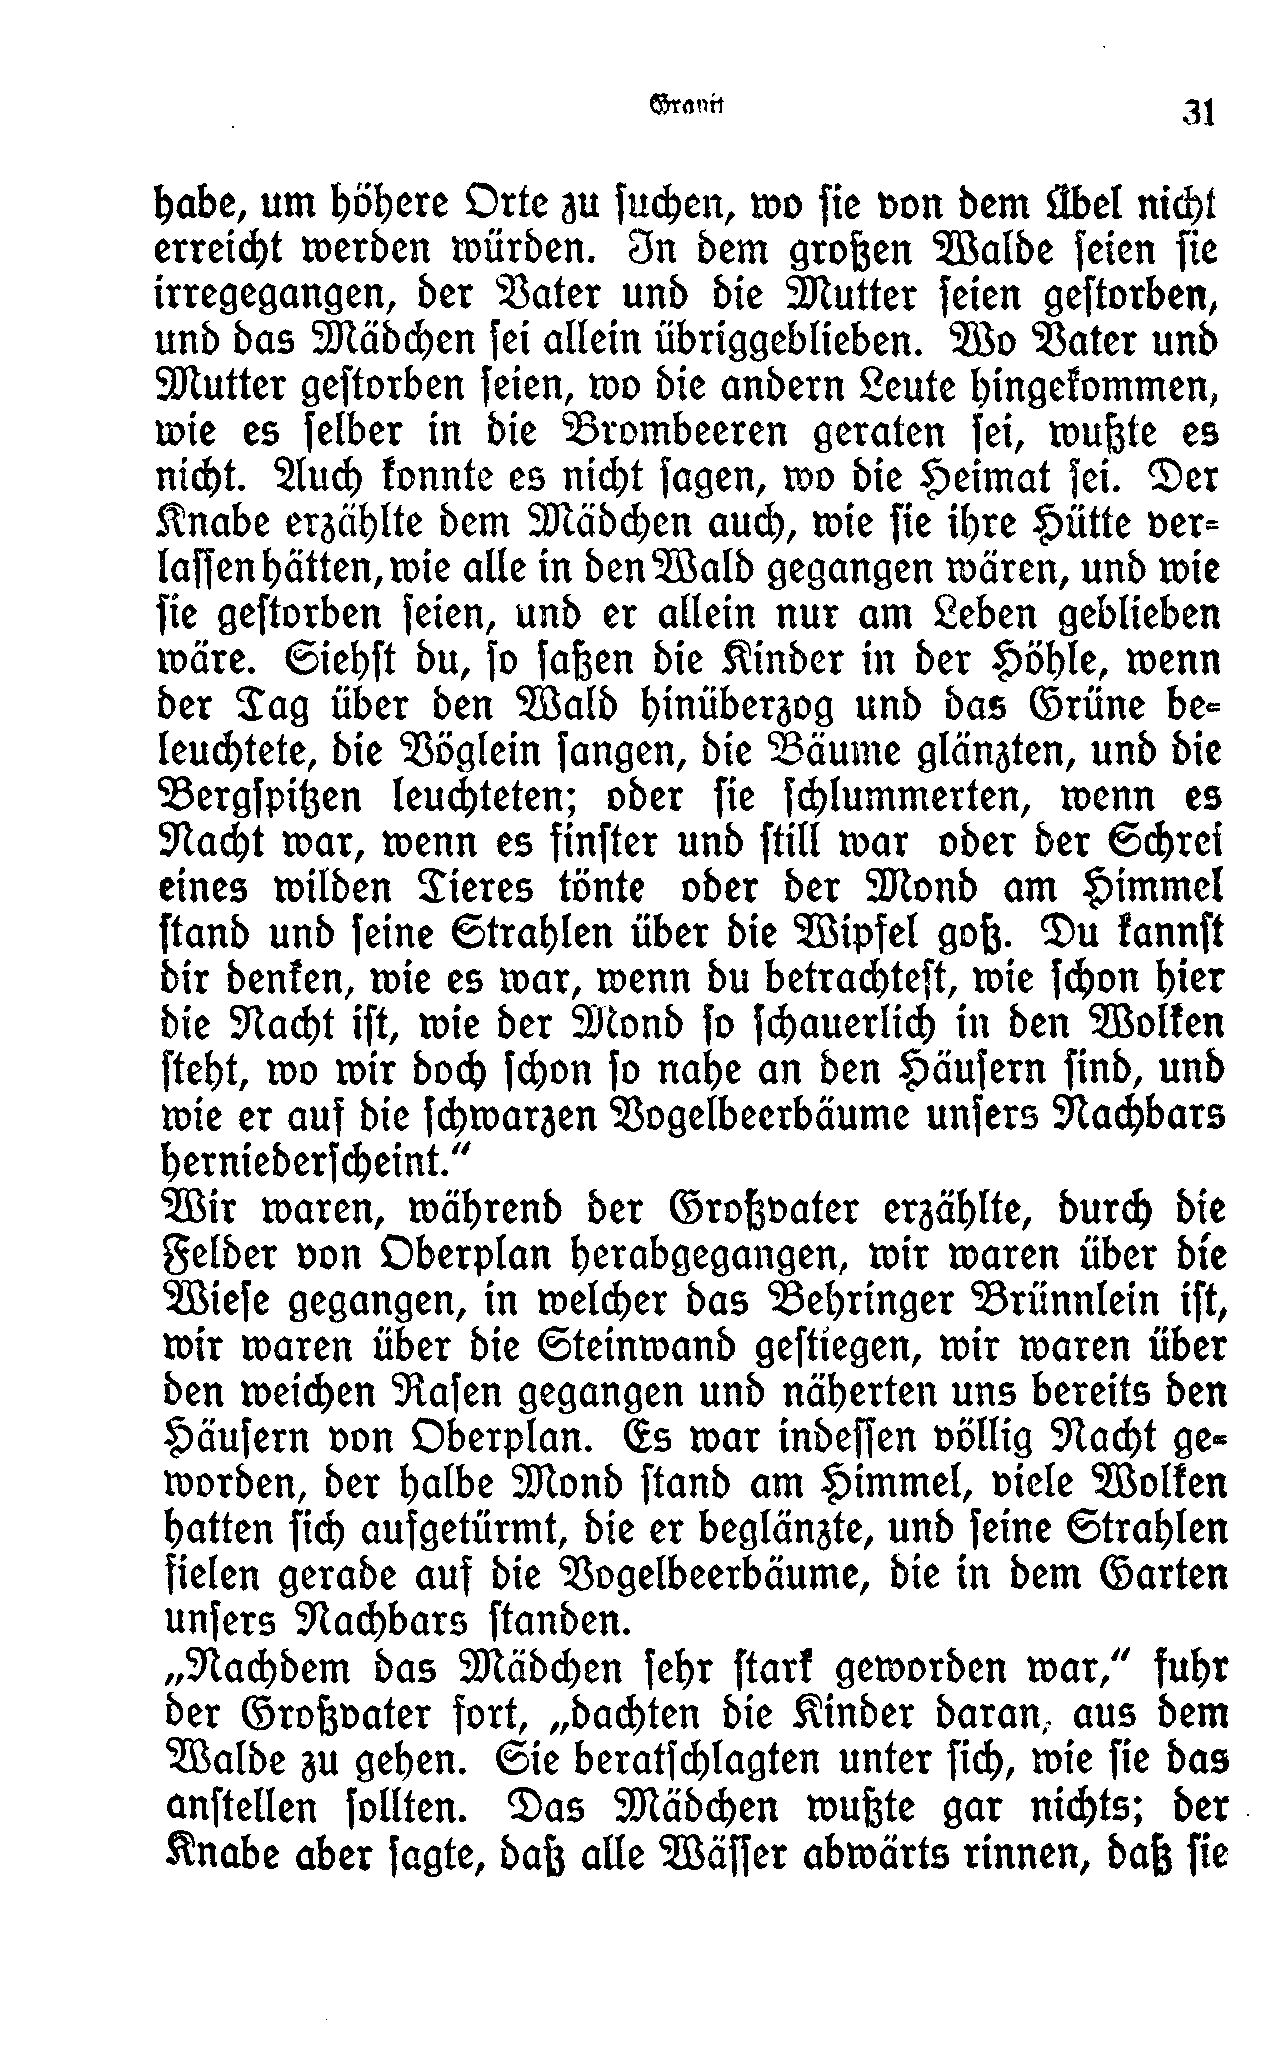 Granit 31
habe, um höhere Orte zu suchen, wo sie von dem Übel nicht
erreicht werden würden. In dem großen Walde seien sie
irregegangen, der Vater und die Mutter seien gestorben,
und das Mädchen sei allein übriggeblieben. Wo Vater und
Mutter gestorben seien, wo die andern Leute hingekommen,
wie es selber in die Brombeeren geraten sei, wußte es
nicht. Auch konnte es nicht sagen, wo die Heimat sei. Der
Knabe erzählte dem Mädchen auch, wie sie ihre Hütte ver-
lassen hätten, wie alle in den Wald gegangen wären, und wie
sie gestorben seien, und er allein nur am Leben geblieben
wäre. Siehst du, so saßen die Kinder in der Höhle, wenn
der Tag über den Wald hinüberzog und das Grüne be-
leuchtete, die Vöglein sangen, die Bäume glänzten, und die
Bergspitzen leuchteten; oder sie schlummerten, wenn es
Nacht war, wenn es finster und still war oder der Schrei
eines wilden Tieres tönte oder der Mond am Himmel
stand und seine Strahlen über die Wipfel goß. Du kannst
dir denken, wie es war, wenn du betrachtest, wie schon hier
die Nacht ist, wie der Mond so schauerlich in den Wolken
steht, wo wir doch schon so nahe an den Häusern sind, und
wie er auf die schwarzen Vogelbeerbäume unsers Nachbars
herniederscheint.“
Wir waren, während der Großvater erzählte, durch die
Felder von Oberplan herabgegangen, wir waren über die
Wiese gegangen, in welcher das Behringer Brünnlein ist,
wir waren über die Steinwand gestiegen, wir waren über
den weichen Rasen gegangen und näherten uns bereits den
Häusern von Oberplan. Es war indessen völlig Nacht ge-
worden, der halbe Mond stand am Himmel, viele Wolken
hatten sich aufgetürmt, die er beglänzte, und seine Strahlen
fielen gerade auf die Vogelbeerbäume, die in dem Garten
unsers Nachbars standen.
„Nachdem das Mädchen sehr stark geworden war,“ fuhr
der Großvater fort, „dachten die Kinder daran, aus dem
Walde zu gehen. Sie beratschlagten unter sich, wie sie das
anstellen sollten. Das Mädchen wußte gar nichts; der
Knabe aber sagte, daß alle Wässer abwärts rinnen, daß sie